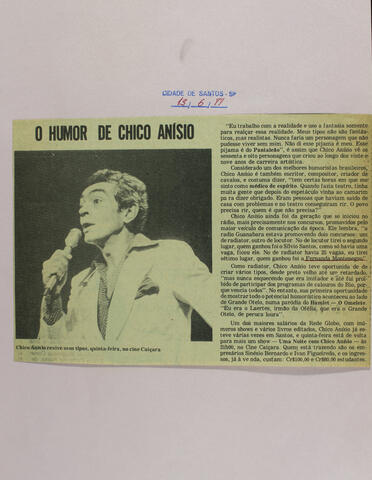 CIDADE DE SANTOS - SP
13, 6, 77
O HUMOR DE CHICO ANÍSIO
Chico Anísio revive seus tipos, quinta-feira, no cine Caiçara
"Eu trabalho com a realidade e uso a fantasia somente
para realçar essa realidade. Meus tipos não são fantás-
ticos, mas realistas. Nunca faria um personagem que não
pudesse viver sem mim. Não di esse pijama é meu. Esse
pijama é do Pantaleão", é assim que Chico Anísio vê os
sessenta e oito personagens que criou ao longo dos vinte e
nove anos de carreira artística.
Considerado um dos melhores humoristas brasileiros,
Chico Anísio é também escritor, compositor, criador de
cavalos, e costuma dizer, "tem certas horas em que me
sinto como médico de espírito. Quando fazia teatro, tinha
muita gente que depois do espetáculo vinha ao camarim
pra dizer obrigado. Eram pessoas que haviam saído de
casa com problemas e no teatro conseguiram rir. O povo
precisa rir, quem é que não precisa?"
Chico Anísio ainda foi da geração que se iniciou no
rádio, mais precisamente nos concursos, promovidos pelo
maior veículo de comunicação da época. Ele lembra, "a
rádio Guanabara estava promovendo dois concursos: um
de radiator, outro de locutor. No de locutor tirei o segundo
lugar, quem ganhou foi o Silvio Santos, como só havia uma
vaga, ficou ele. No de radiator havia 25 vagas, eu tirei
sétimo lugar, quem ganhou foi a Fernanda Montenegro."
Como radiator, Chico Anísio teve oportunidade de
criar vários tipos, desde preto velho até spr retardado,
"mas nunca esquecendo que era imitador e até fui proibi-
do de participar dos programas de calouros do Rio, por-
que vencia todos". No entanto, sua primeira oportunidade
de mostrar todo o potencial humorístico aconteceu ao lado
de Grande Otelo, numa paródia do Hamlet — O Omelete.
"Eu era o Laertes, irmão da Ofélia, que era o Grande
Otelo, de peruca loura".
Um dos maiores salários da Rede Globo, com inú-
meros shows e vários livros editados, Chico Anísio já es-
teve várias vezes em Santos, e quinta-feira está de volta
para mais um show — Uma Noite com Chico Anísio — às
21h00, no Cine Caiçara. Quem está trazendo são os em-
presários Sinésio Bernardo e Ivan Figueiredo, e os ingres-
sos, já à venda, custam: Cr$100,00 e Cr$80,00 estudantes.